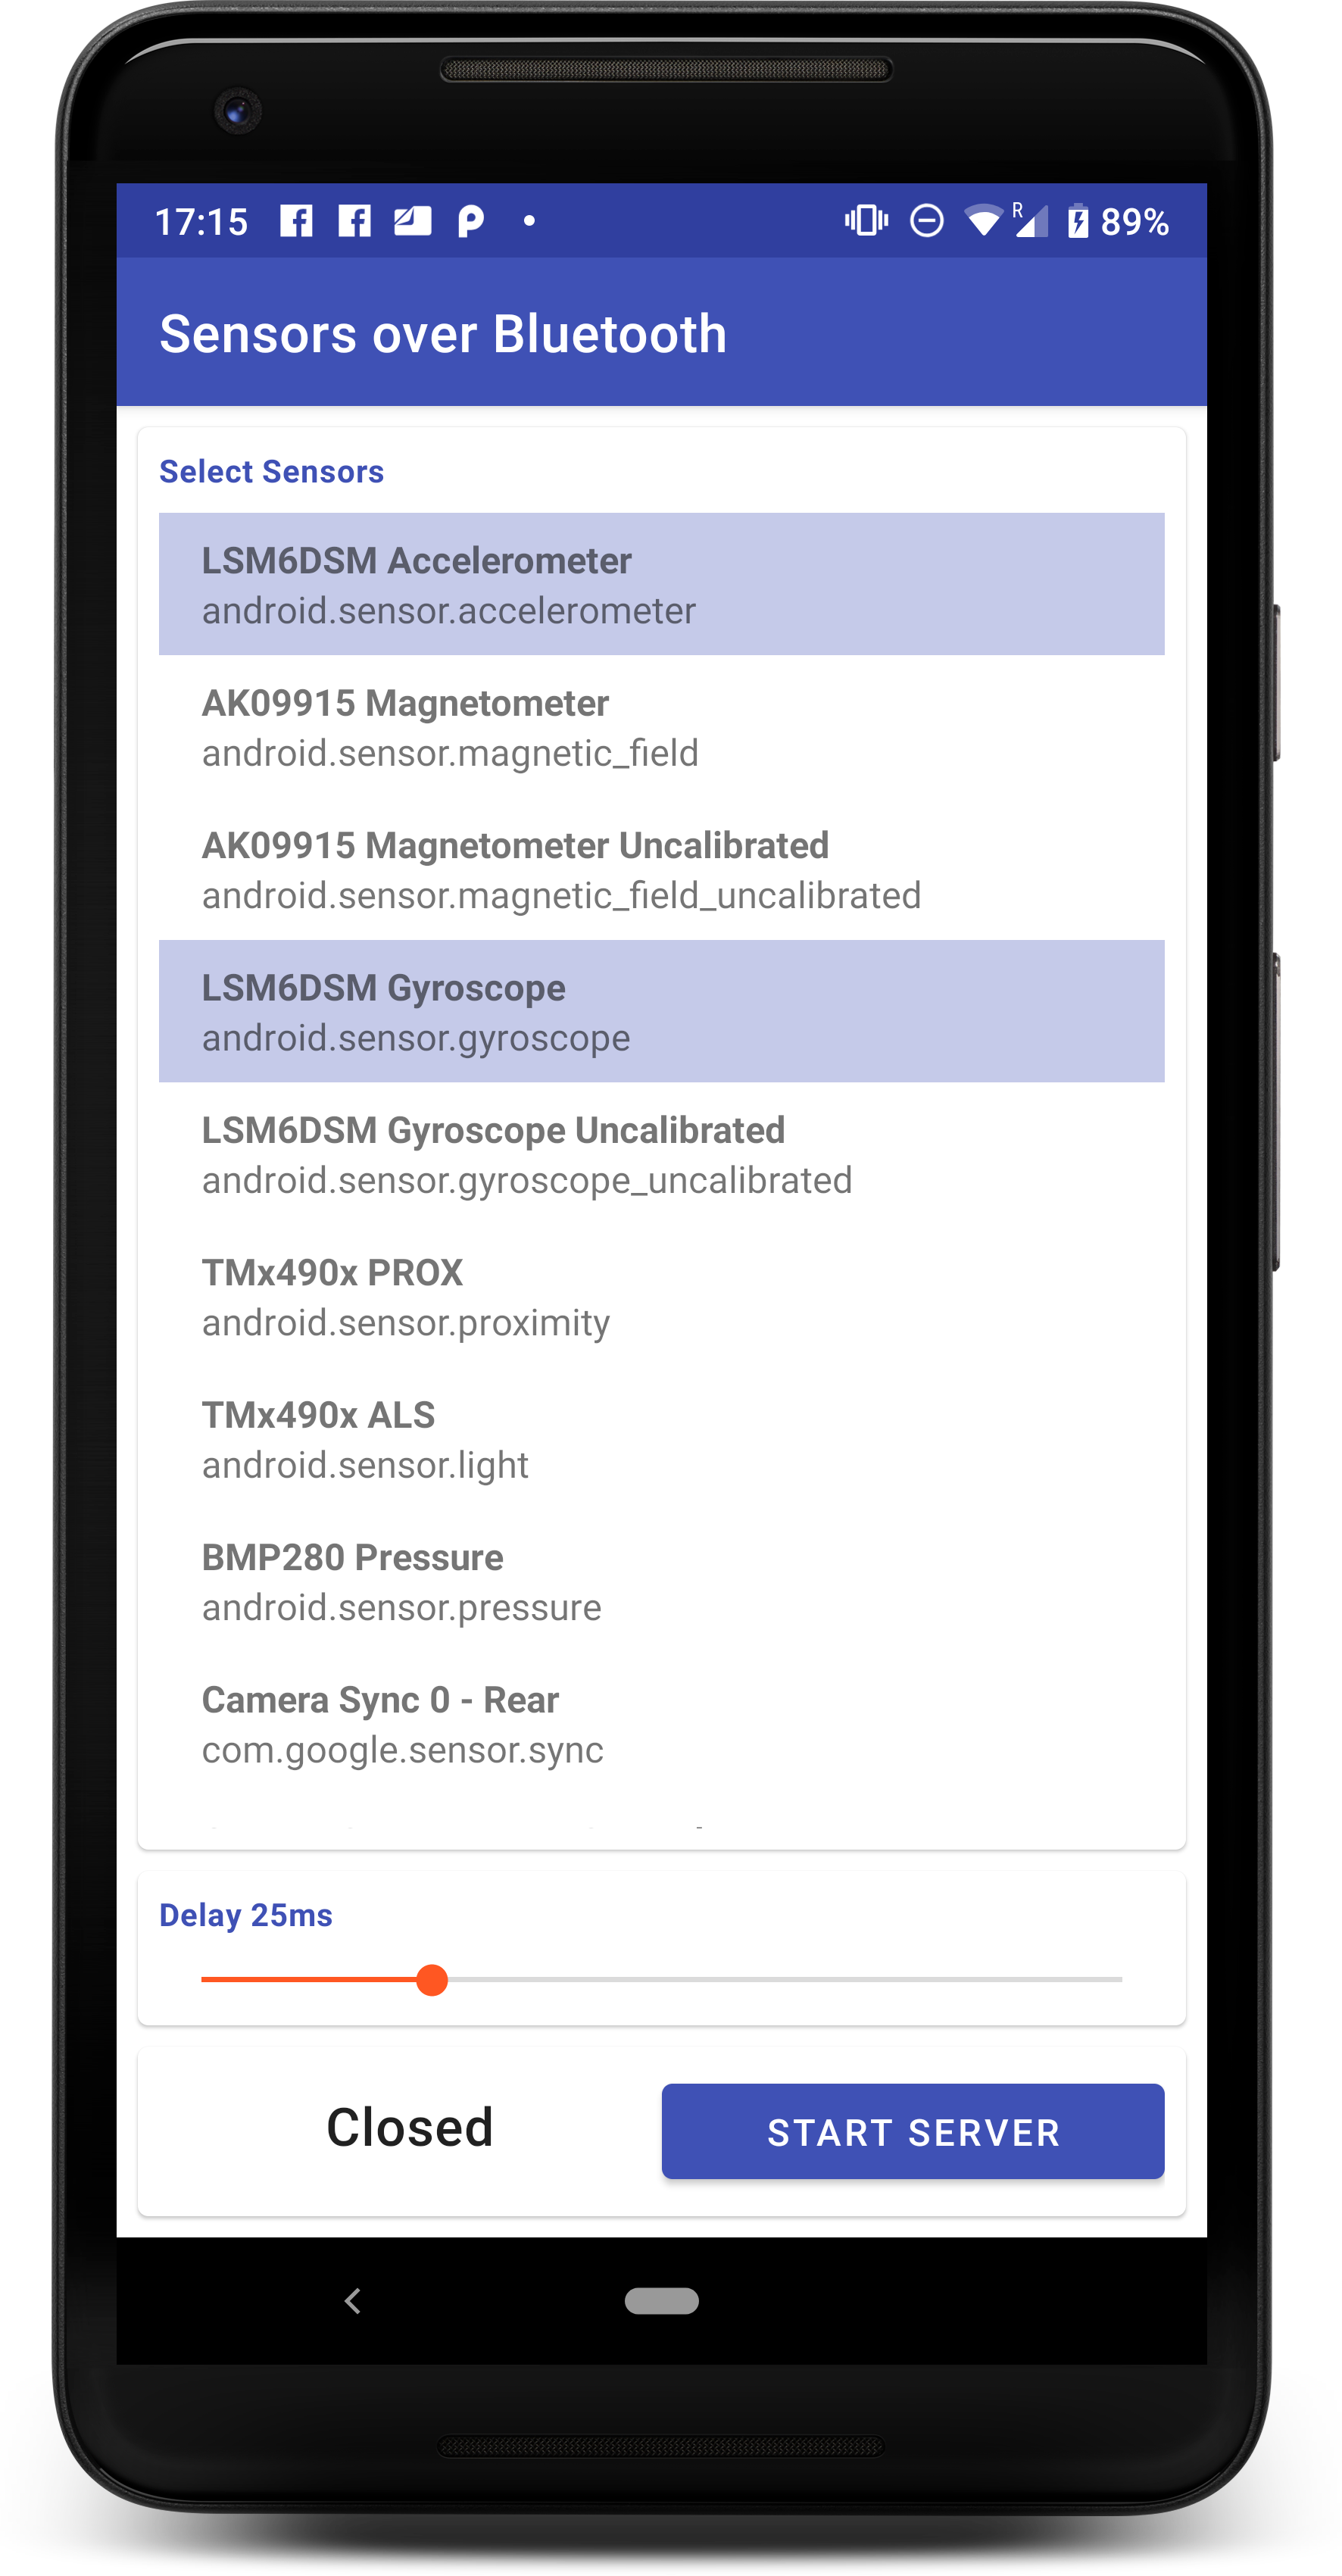 17:15
R
89%
Sensors over Bluetooth
Select Sensors
LSM6DSM Accelerometer
android.sensor.accelerometer
AK09915 Magnetometer
android.sensor.magnetic_field
AK09915 Magnetometer Uncalibrated
android.sensor.magnetic_field_uncalibrated
LSM6DSM Gyroscope
android.sensor.gyroscope
LSM6DSM Gyroscope Uncalibrated
android.sensor.gyroscope_uncalibrated
TMx490x PROX
android.sensor.proximity
TMx490x ALS
android.sensor.light
BMP280 Pressure
android.sensor.pressure
Camera Sync 0 - Rear
com.google.sensor.sync
Delay 25ms
Closed
START SERVER